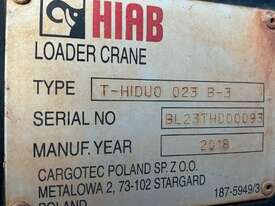 HIAB
LOADER CRANE
TYPE T-HIDUO 023 B-3
SERIAL NO BL23THD00093
MANUF. YEAR 2018
CARGOTEC POLAND SP. Z O.O.
METALOWA 2, 73-102 STARGARD
POLAND 187-5949/3